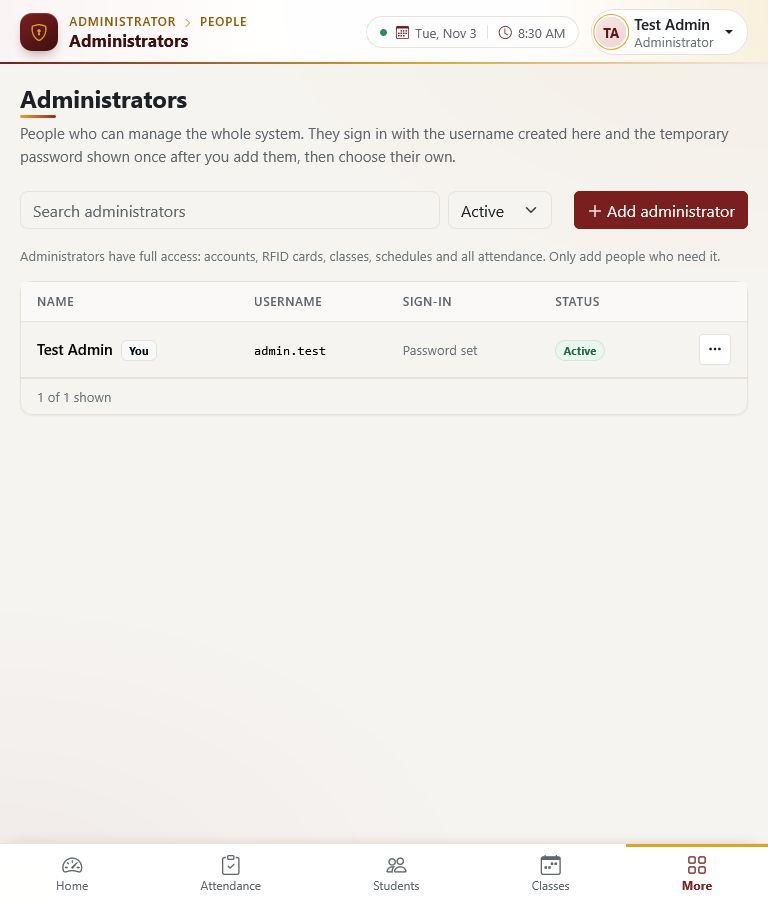 ADMINISTRATOR > PEOPLE
Administrators
Tue, Nov 3
8:30 AM
TA
Test Admin
Administrator
Administrators
People who can manage the whole system. They sign in with the username created here and the temporary
password shown once after you add them, then choose their own.
Search administrators
Active
+ Add administrator
Administrators have full access: accounts, RFID cards, classes, schedules and all attendance. Only add people who need it.
NAME USERNAME SIGN-IN STATUS
Test Admin You admin.test Password set Active ...
1 of 1 shown
Home Attendance Students Classes More